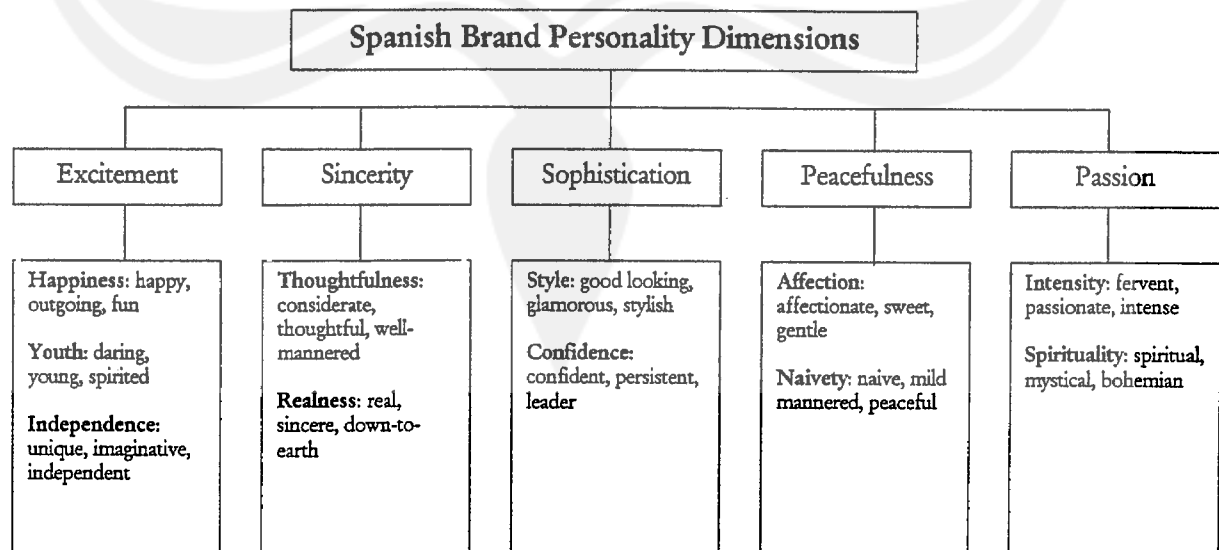 Spanish Brand Personality Dimensions
Excitement
Sincerity
Sophistication
Peacefulness
Passion
Happiness: happy,
outgoing, fun
Youth: daring,
young, spirited
Independence:
unique, imaginative,
independent
Thoughtfulness:
considerate,
thoughtful, well-
mannered
Realness: real,
sincere, down-to-
earth
Style: good looking,
glamorous, stylish
Confidence:
confident, persistent,
leader
Affection:
affectionate, sweet,
gentle
Naivety: naive, mild
mannered, peaceful
Intensity: fervent,
passionate, intense
Spirituality: spiritual,
mystical, bohemian